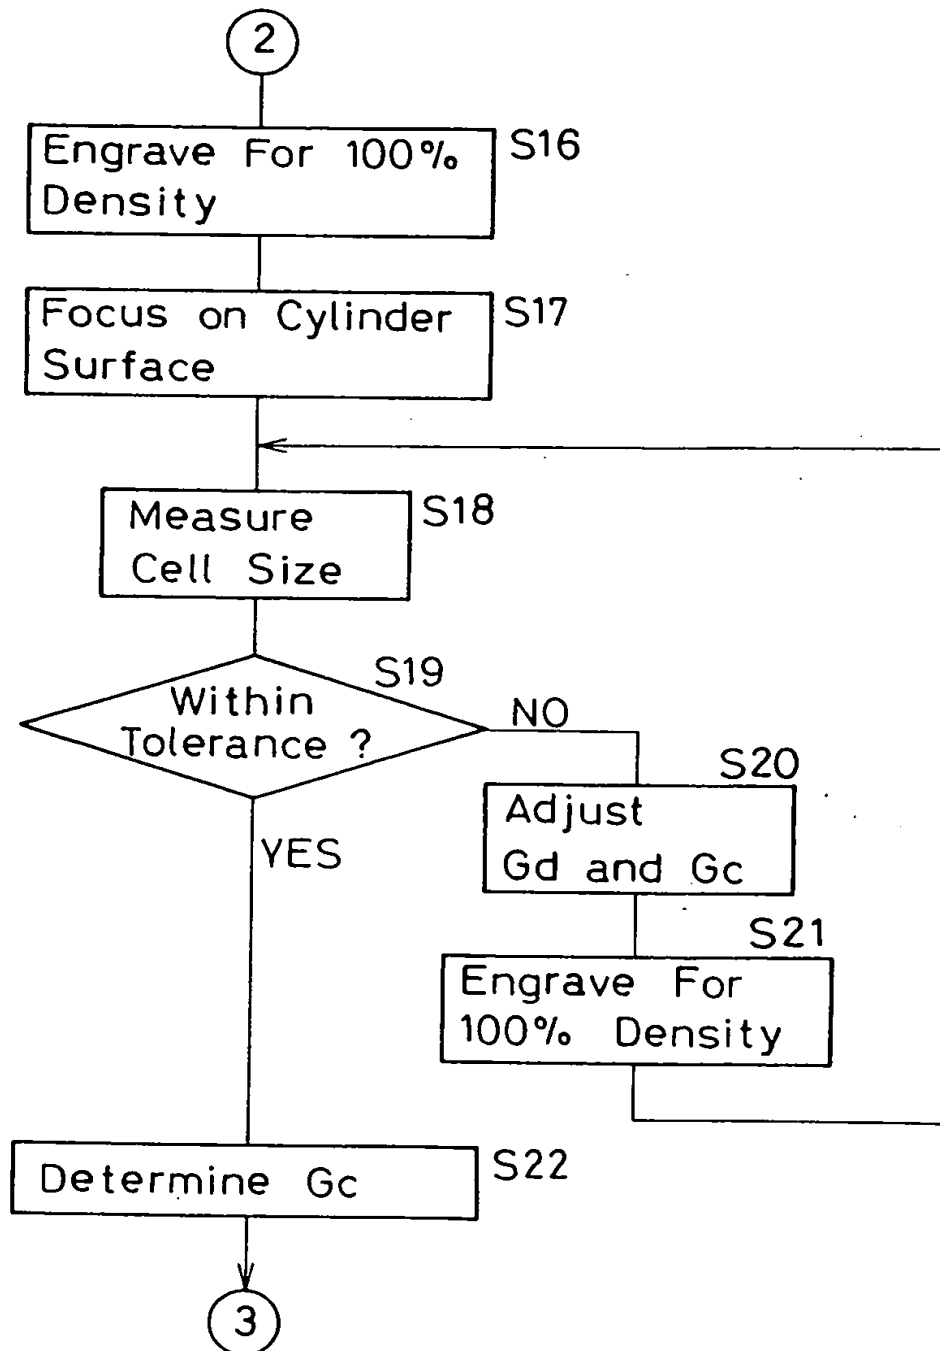 2
Engrave For 100%
Density
S16
Focus on Cylinder
Surface
S17
Measure
Cell Size
S18
S19
Within
Tolerance ?
NO
YES
S20
Adjust
Gd and Gc
S21
Engrave For
100% Density
Determine Gc
S22
3